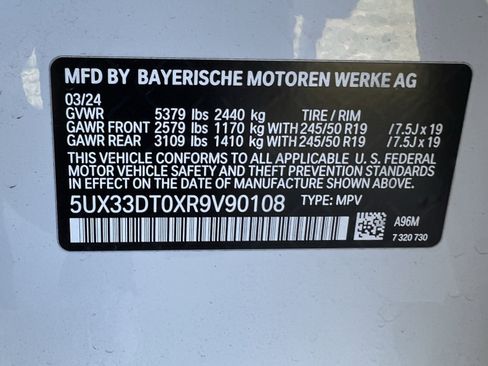 MFD BY BAYERISCHE MOTOREN WERKE AG
03/24
GVWR 5379 lbs 2440 kg TIRE / RIM
GAWR FRONT 2579 lbs 1170 kg WITH 245/50 R19 / 7.5J x 19
GAWR REAR 3109 lbs 1410 kg WITH 245/50 R19 / 7.5J x 19
THIS VEHICLE CONFORMS TO ALL APPLICABLE U.S. FEDERAL
MOTOR VEHICLE SAFETY AND THEFT PREVENTION STANDARDS
IN EFFECT ON THE DATE OF MANUFACTURE SHOWN ABOVE.
5UX33DT0XR9V90108 TYPE: MPV
A96M
7 320 730